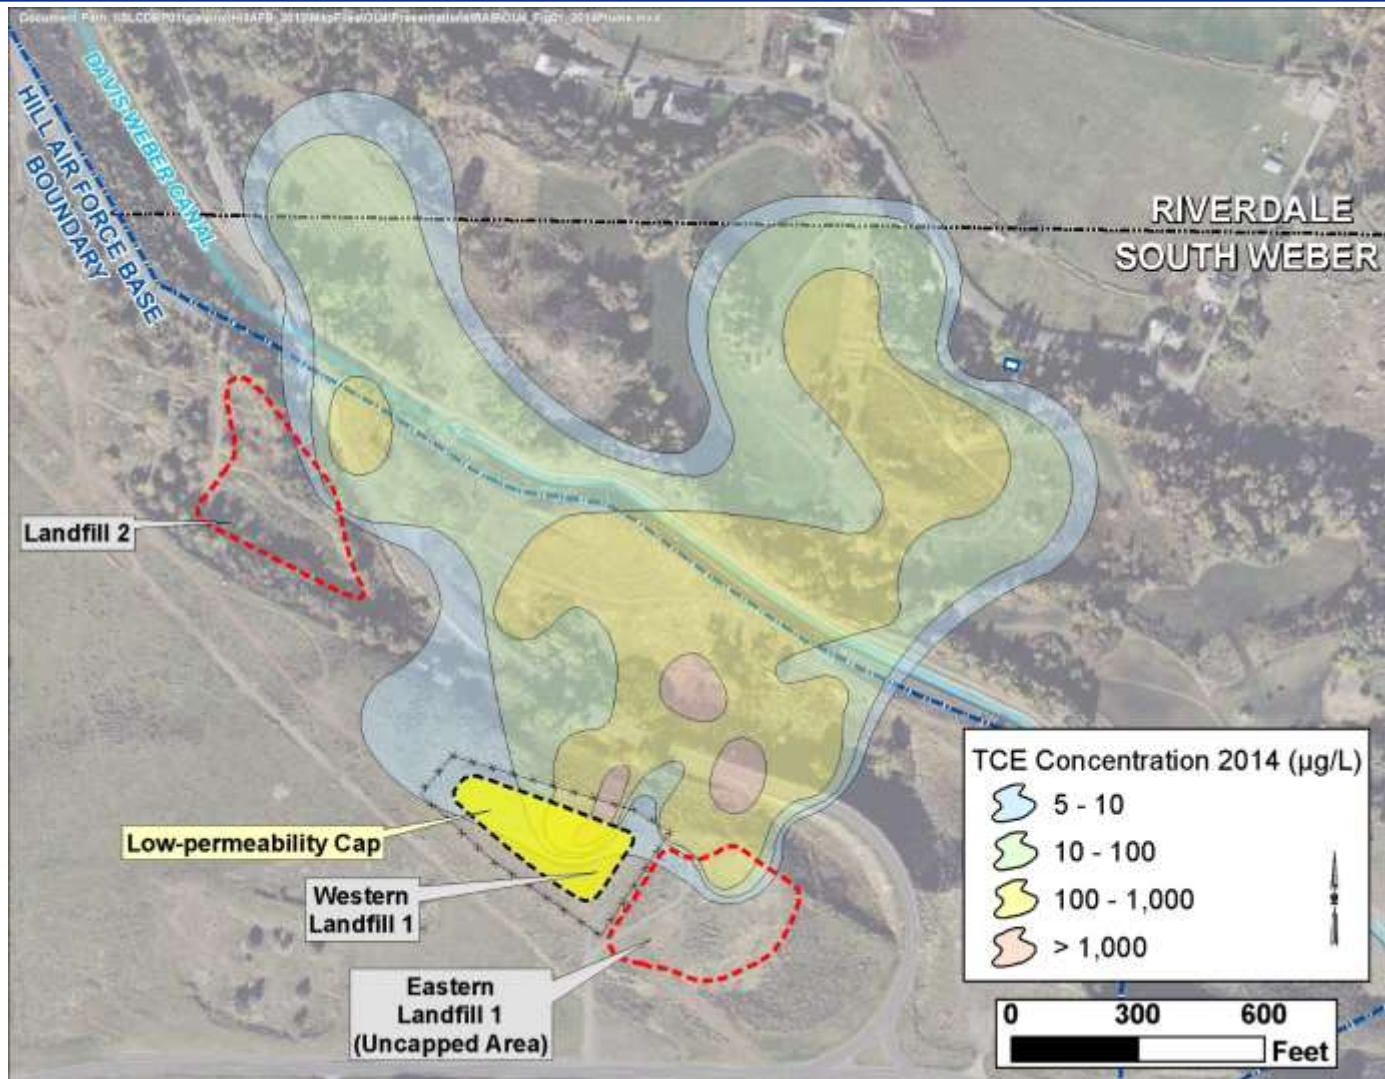 DAVIS-WEBER CANAL
HILL AIR FORCE BASE
BOUNDARY
RIVERDALE
SOUTH WEBER
Landfill 2
Low-permeability Cap
Western
Landfill 1
Eastern
Landfill 1
(Uncapped Area)
TCE Concentration 2014 (µg/L)
5 - 10
10 - 100
100 - 1,000
> 1,000
0 300 600
Feet